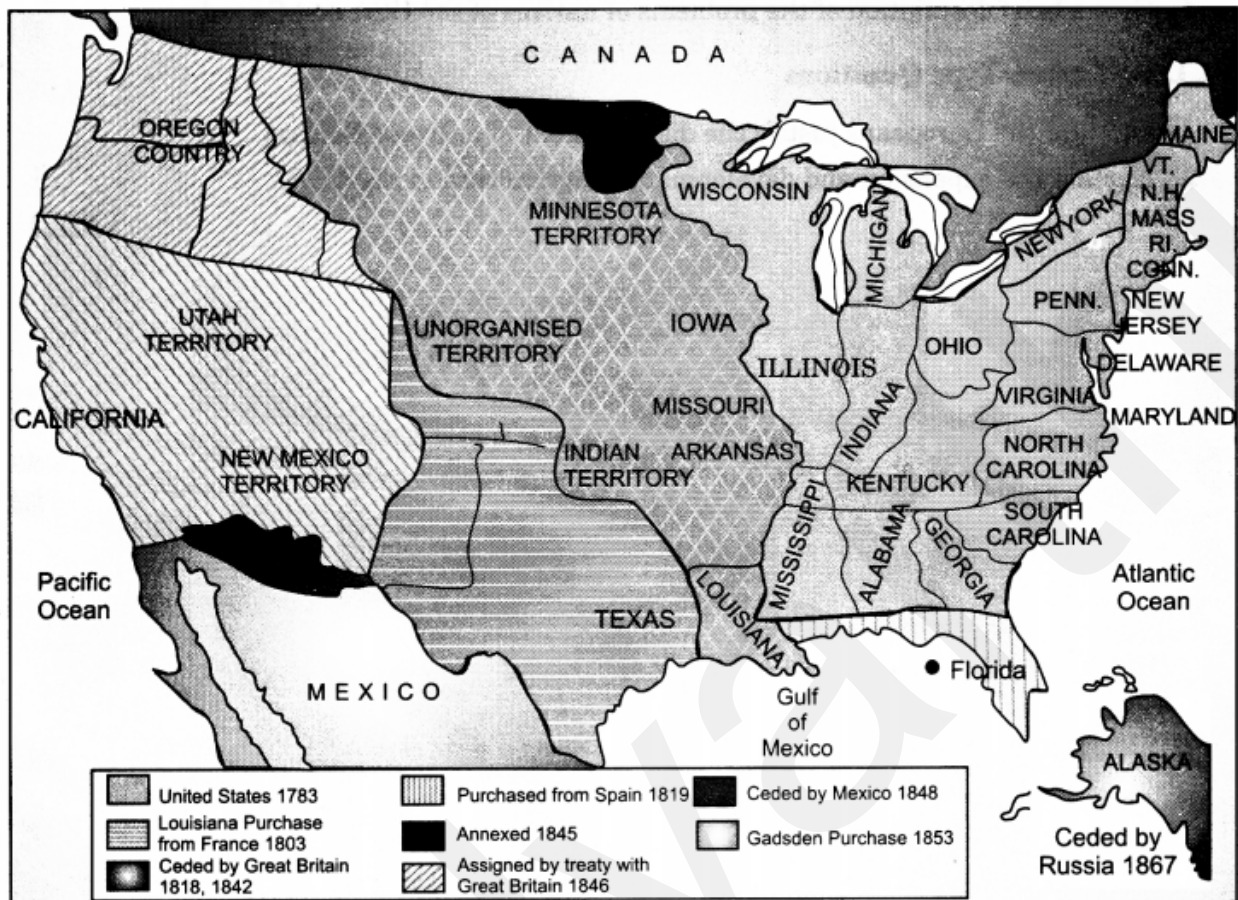 C A N A D A
OREGON
COUNTRY
MAINE
VT.
N.H.
MASS
RI.
CONN.
WISCONSIN
MINNESOTA
TERRITORY
MICHIGAN
NEWYORK
PENN.
NEW
JERSEY
UTAH
TERRITORY
UNORGANISED
TERRITORY
IOWA
OHIO
ILLINOIS
DELAWARE
INDIANA
VIRGINIA
MARYLAND
CALIFORNIA
MISSOURI
NEW MEXICO
TERRITORY
INDIAN
TERRITORY
ARKANSAS
NORTH
CAROLINA
KENTUCKY
SOUTH
CAROLINA
MISSISSIPPI
ALABAMA
GEORGIA
Pacific
Ocean
Atlantic
Ocean
TEXAS
LOUISIANA
Florida
MEXICO
Gulf
of
Mexico
ALASKA
Ceded by
Russia 1867
United States 1783
Louisiana Purchase
from France 1803
Ceded by Great Britain
1818, 1842
Purchased from Spain 1819
Annexed 1845
Assigned by treaty with
Great Britain 1846
Ceded by Mexico 1848
Gadsden Purchase 1853